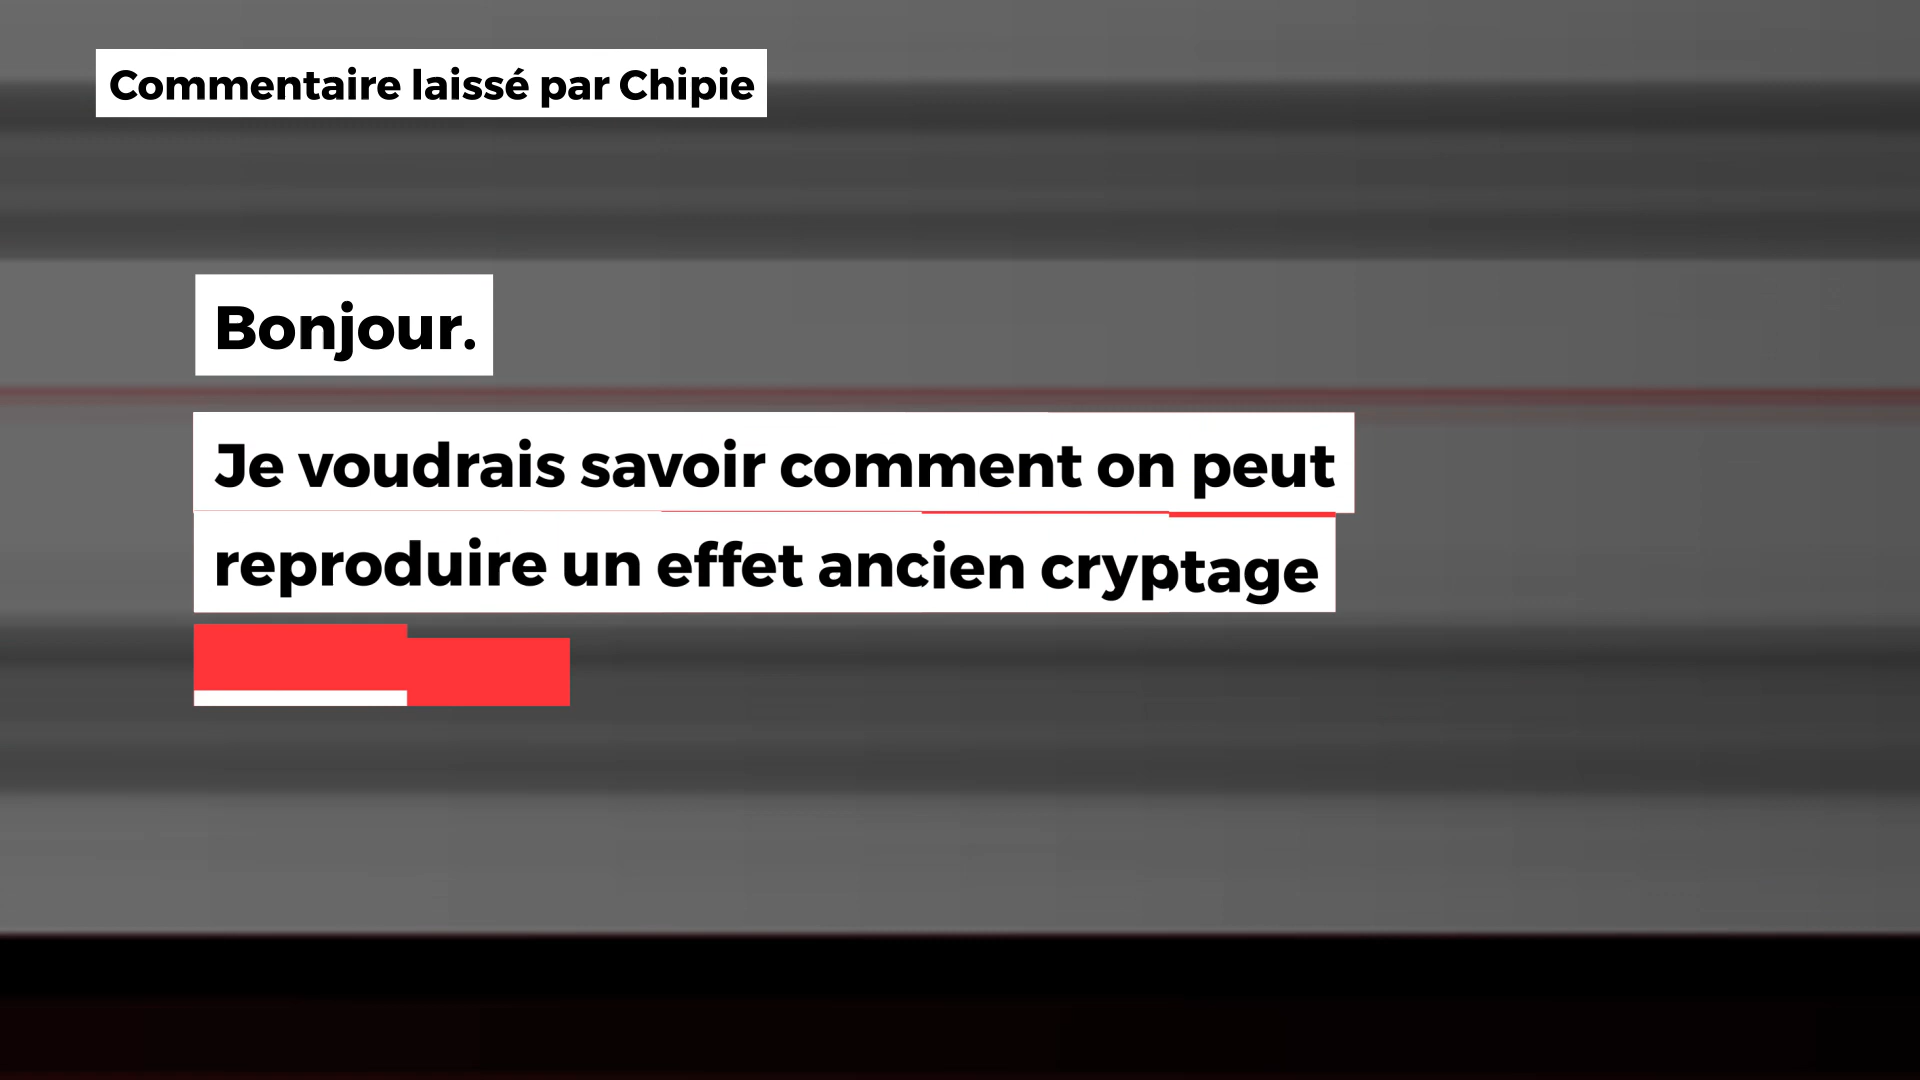 Commentaire laissé par Chipie
Bonjour.
Je voudrais savoir comment on peut
reproduire un effet ancien cryptage